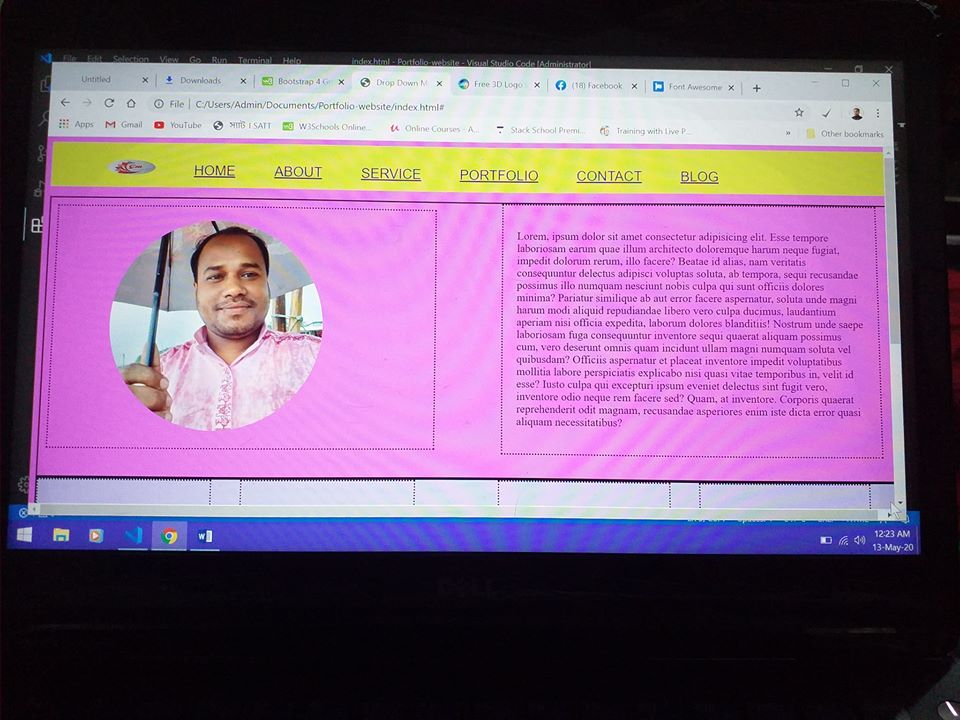 File Edit Selection View Go Run Terminal Help index.html - Portfolio-website - Visual Studio Code [Administrator]
Untitled Downloads Bootstrap 4 Drop Down M Free 3D Logo (18) Facebook Font Awesome
File C:/Users/Admin/Documents/Portfolio-website/index.html#
Apps Gmail YouTube SATT W3Schools Online... Online Courses - A... Stack School Premi... Training with Live P... » Other bookmarks
HOME ABOUT SERVICE PORTFOLIO CONTACT BLOG
Lorem, ipsum dolor sit amet consectetur adipisicing elit. Esse tempore
laboriosam earum quae illum architecto doloremque harum neque fugiat,
impedit dolorum rerum, illo facere? Beatae id alias, nam veritatis
consequuntur delectus adipisci voluptas soluta, ab tempora, sequi recusandae
possimus illo numquam nesciunt nobis culpa qui sunt officiis dolores
minima? Pariatur similique ab aut error facere aspernatur, soluta unde magni
harum modi aliquid repudiandae libero vero culpa ducimus, laudantium
aperiam nisi officia expedita, laborum dolores blanditiis! Nostrum unde saepe
laboriosam fuga consequuntur inventore sequi quaerat aliquam possimus
cum, vero deserunt omnis quam incidunt ullam magni numquam soluta vel
quibusdam? Officiis aspernatur et placeat inventore impedit voluptatibus
mollitia labore perspiciatis explicabo nisi quasi vitae temporibus in, velit id
esse? Iusto culpa qui excepturi ipsum eveniet delectus sint fugit vero,
inventore odio neque rem facere sed? Quam, at inventore. Corporis quaerat
reprehenderit odit magnam, recusandae asperiores enim iste dicta error quasi
aliquam necessitatibus?
12:23 AM
13-May-20
DELL